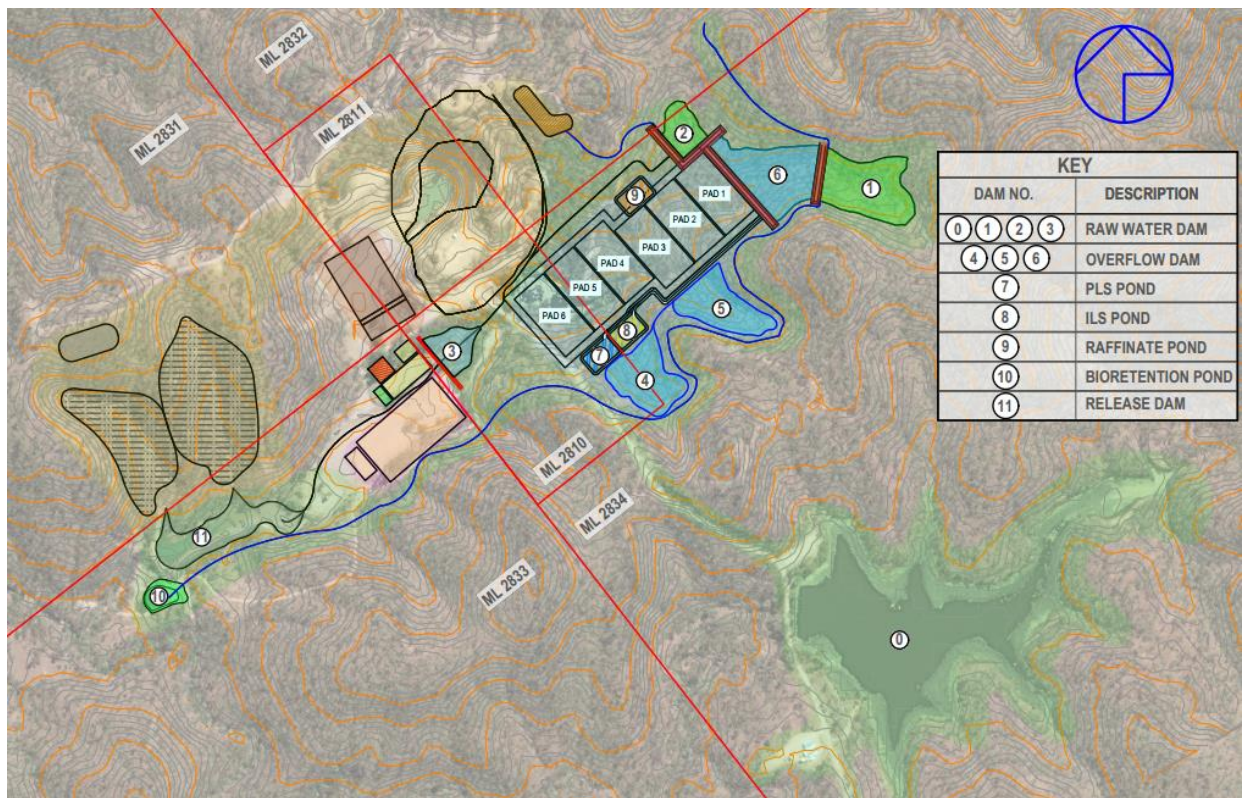 ML 2832
ML 2811
ML 2831
2
1
6
9
PAD 1
PAD 2
PAD 3
PAD 4
PAD 5
PAD 6
5
8
7
3
4
ML 2810
ML 2834
11
ML 2833
10
0
KEY
DAM NO. DESCRIPTION
0 1 2 3 RAW WATER DAM
4 5 6 OVERFLOW DAM
7 PLS POND
8 ILS POND
9 RAFFINATE POND
10 BIORETENTION POND
11 RELEASE DAM